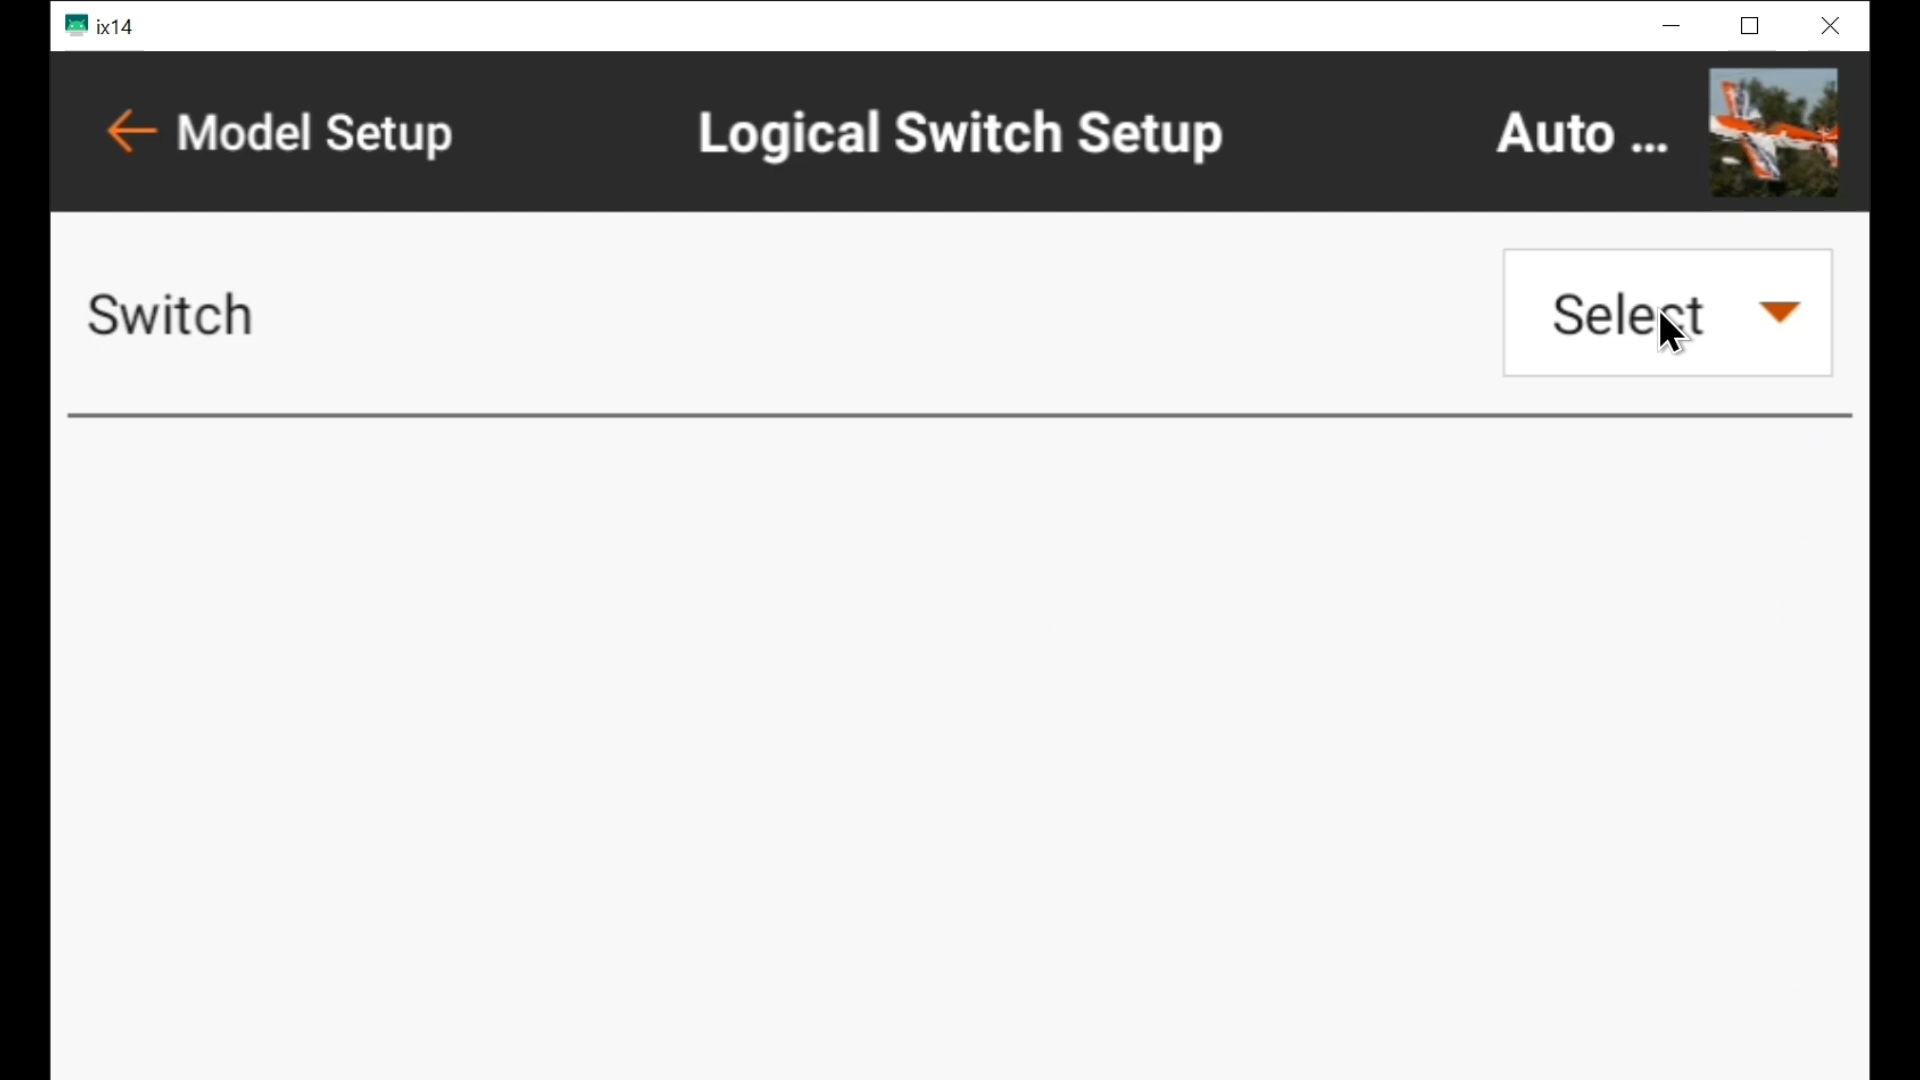 ix14
Model Setup
Logical Switch Setup
Auto ...
Switch
Select